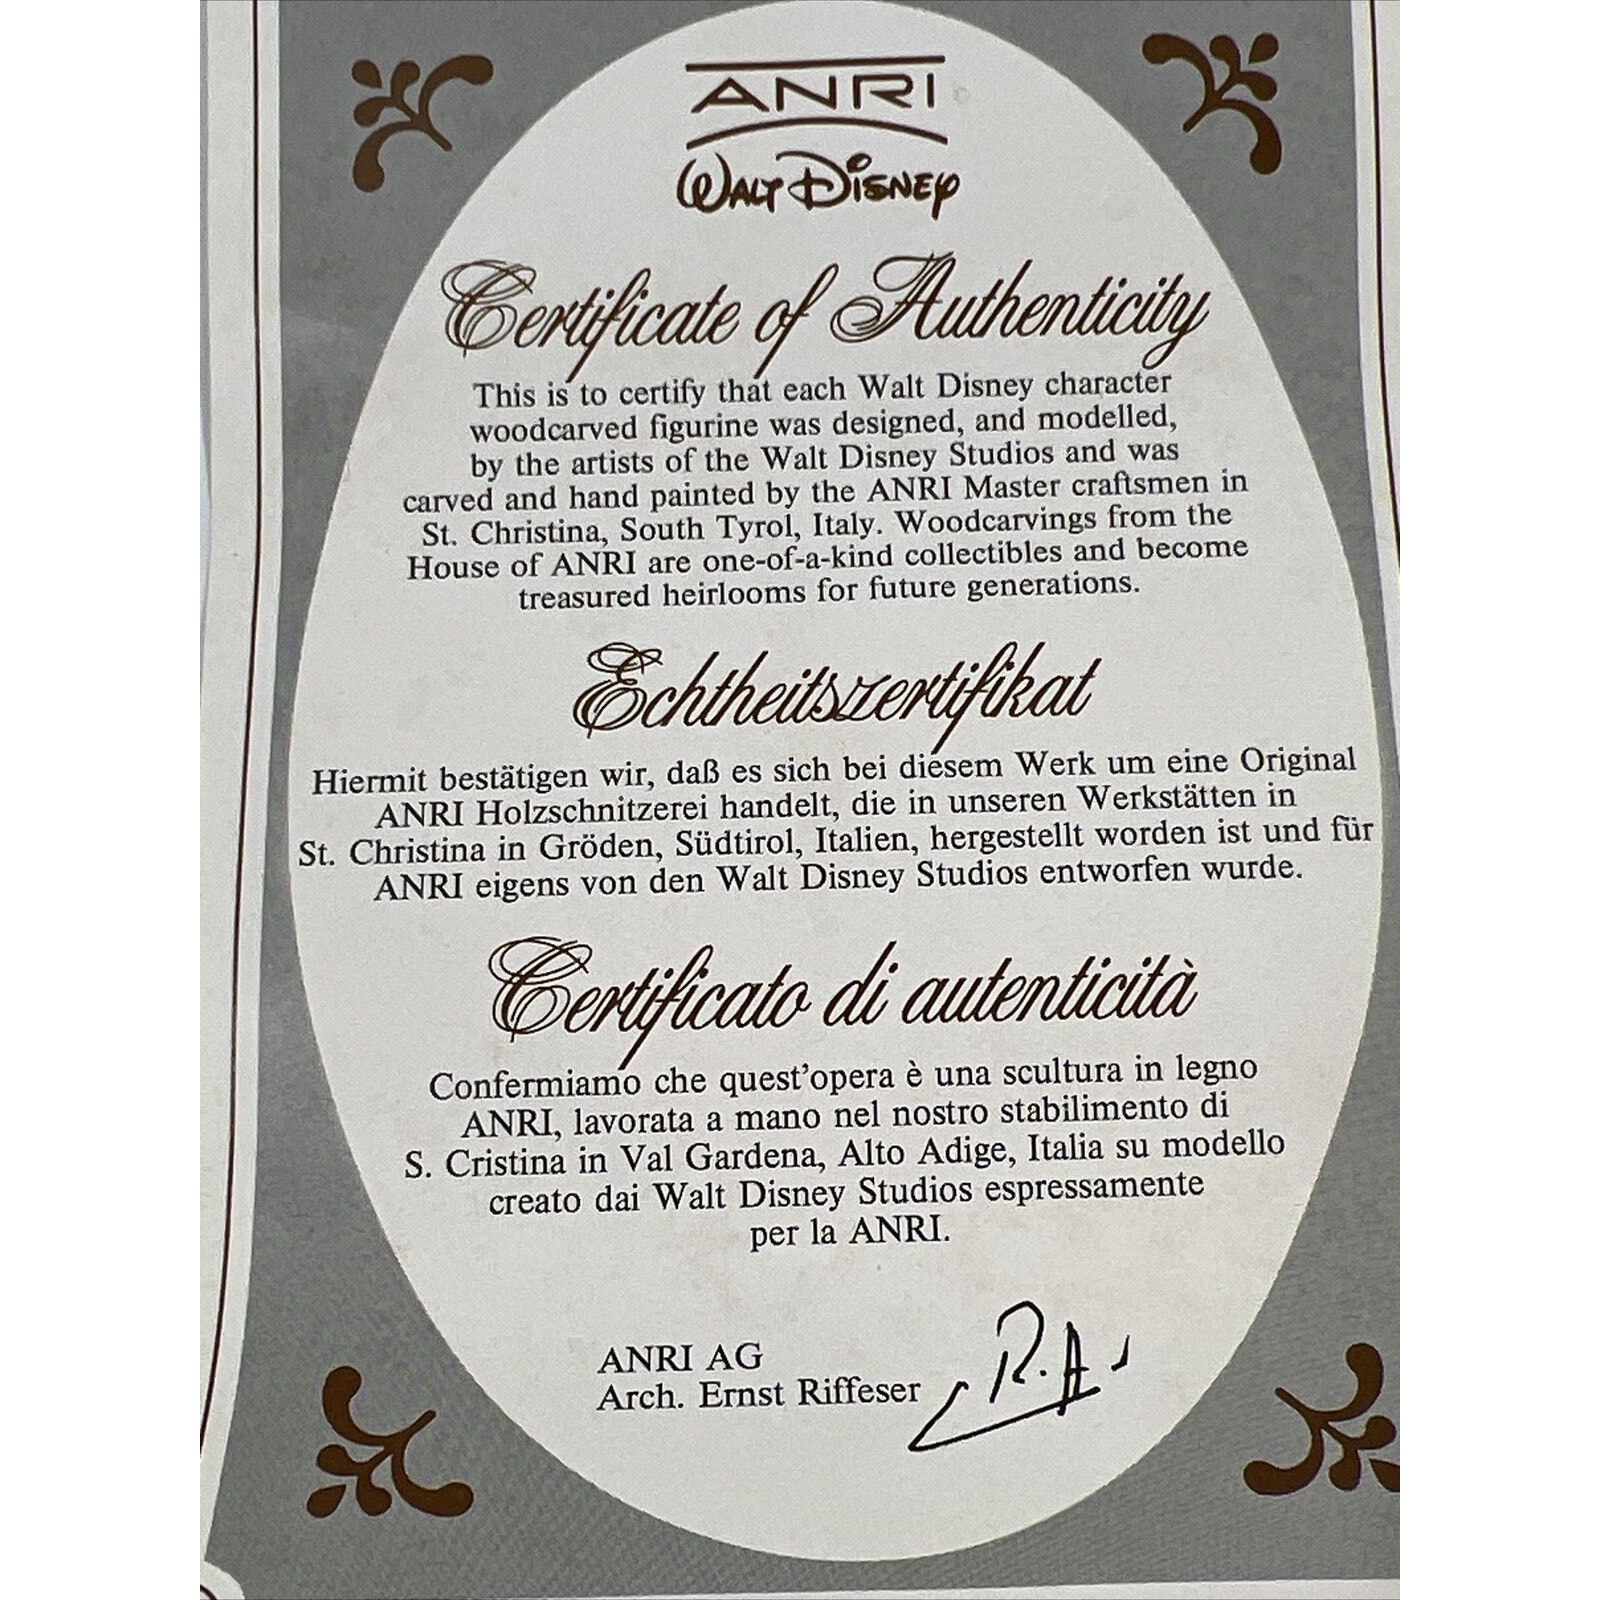 ANRI
WALT DISNEY
Certificate of Authenticity
This is to certify that each Walt Disney character
woodcarved figurine was designed, and modelled,
by the artists of the Walt Disney Studios and was
carved and hand painted by the ANRI Master craftsmen in
St. Christina, South Tyrol, Italy. Woodcarvings from the
House of ANRI are one-of-a-kind collectibles and become
treasured heirlooms for future generations.
Echtheitszertifikat
Hiermit bestätigen wir, daß es sich bei diesem Werk um eine Original
ANRI Holzschnitzerei handelt, die in unseren Werkstätten in
St. Christina in Gröden, Südtirol, Italien, hergestellt worden ist und für
ANRI eigens von den Walt Disney Studios entworfen wurde.
Certificato di autenticità
Confermiamo che quest'opera è una scultura in legno
ANRI, lavorata a mano nel nostro stabilimento di
S. Cristina in Val Gardena, Alto Adige, Italia su modello
creato dai Walt Disney Studios espressamente
per la ANRI.
ANRI AG
Arch. Ernst Riffeser